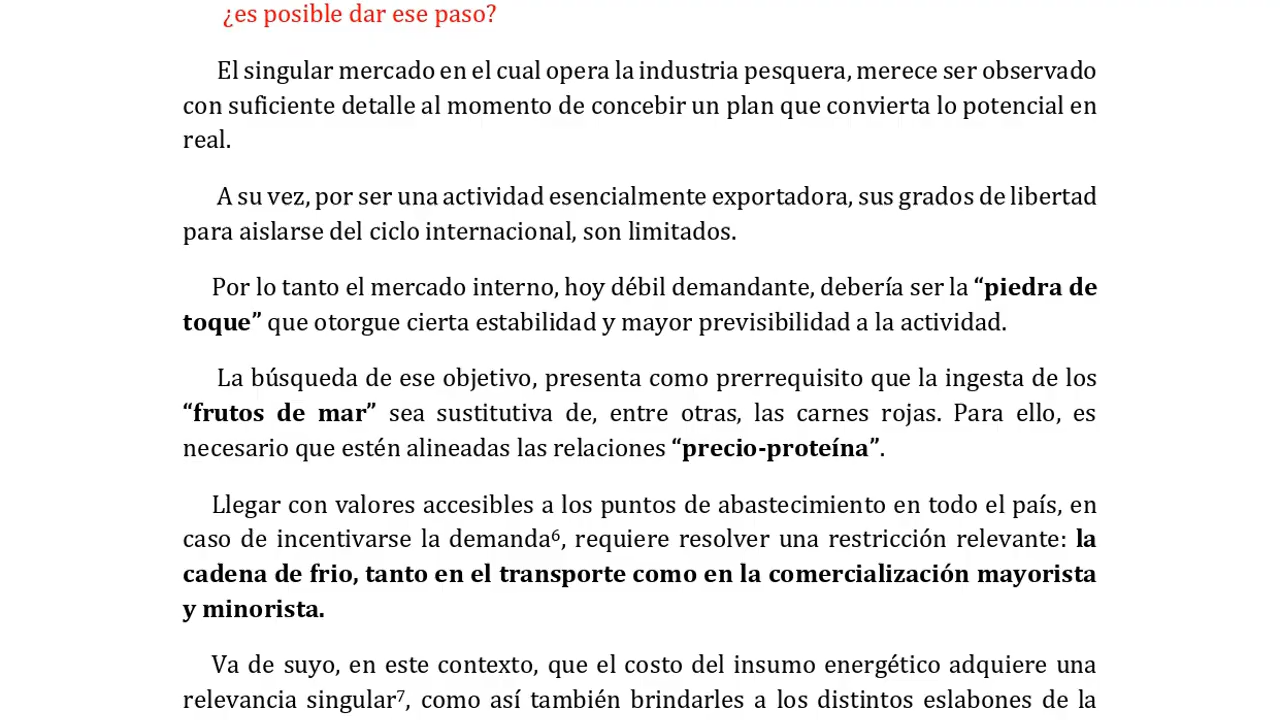 ¿es posible dar ese paso?
El singular mercado en el cual opera la industria pesquera, merece ser observado
con suficiente detalle al momento de concebir un plan que convierta lo potencial en
real.
A su vez, por ser una actividad esencialmente exportadora, sus grados de libertad
para aislarse del ciclo internacional, son limitados.
Por lo tanto el mercado interno, hoy débil demandante, debería ser la “piedra de
toque” que otorgue cierta estabilidad y mayor previsibilidad a la actividad.
La búsqueda de ese objetivo, presenta como prerrequisito que la ingesta de los
“frutos de mar” sea sustitutiva de, entre otras, las carnes rojas. Para ello, es
necesario que estén alineadas las relaciones “precio-proteína”.
Llegar con valores accesibles a los puntos de abastecimiento en todo el país, en
caso de incentivarse la demanda⁶, requiere resolver una restricción relevante: la
cadena de frio, tanto en el transporte como en la comercialización mayorista
y minorista.
Va de suyo, en este contexto, que el costo del insumo energético adquiere una
relevancia singular⁷, como así también brindarles a los distintos eslabones de la